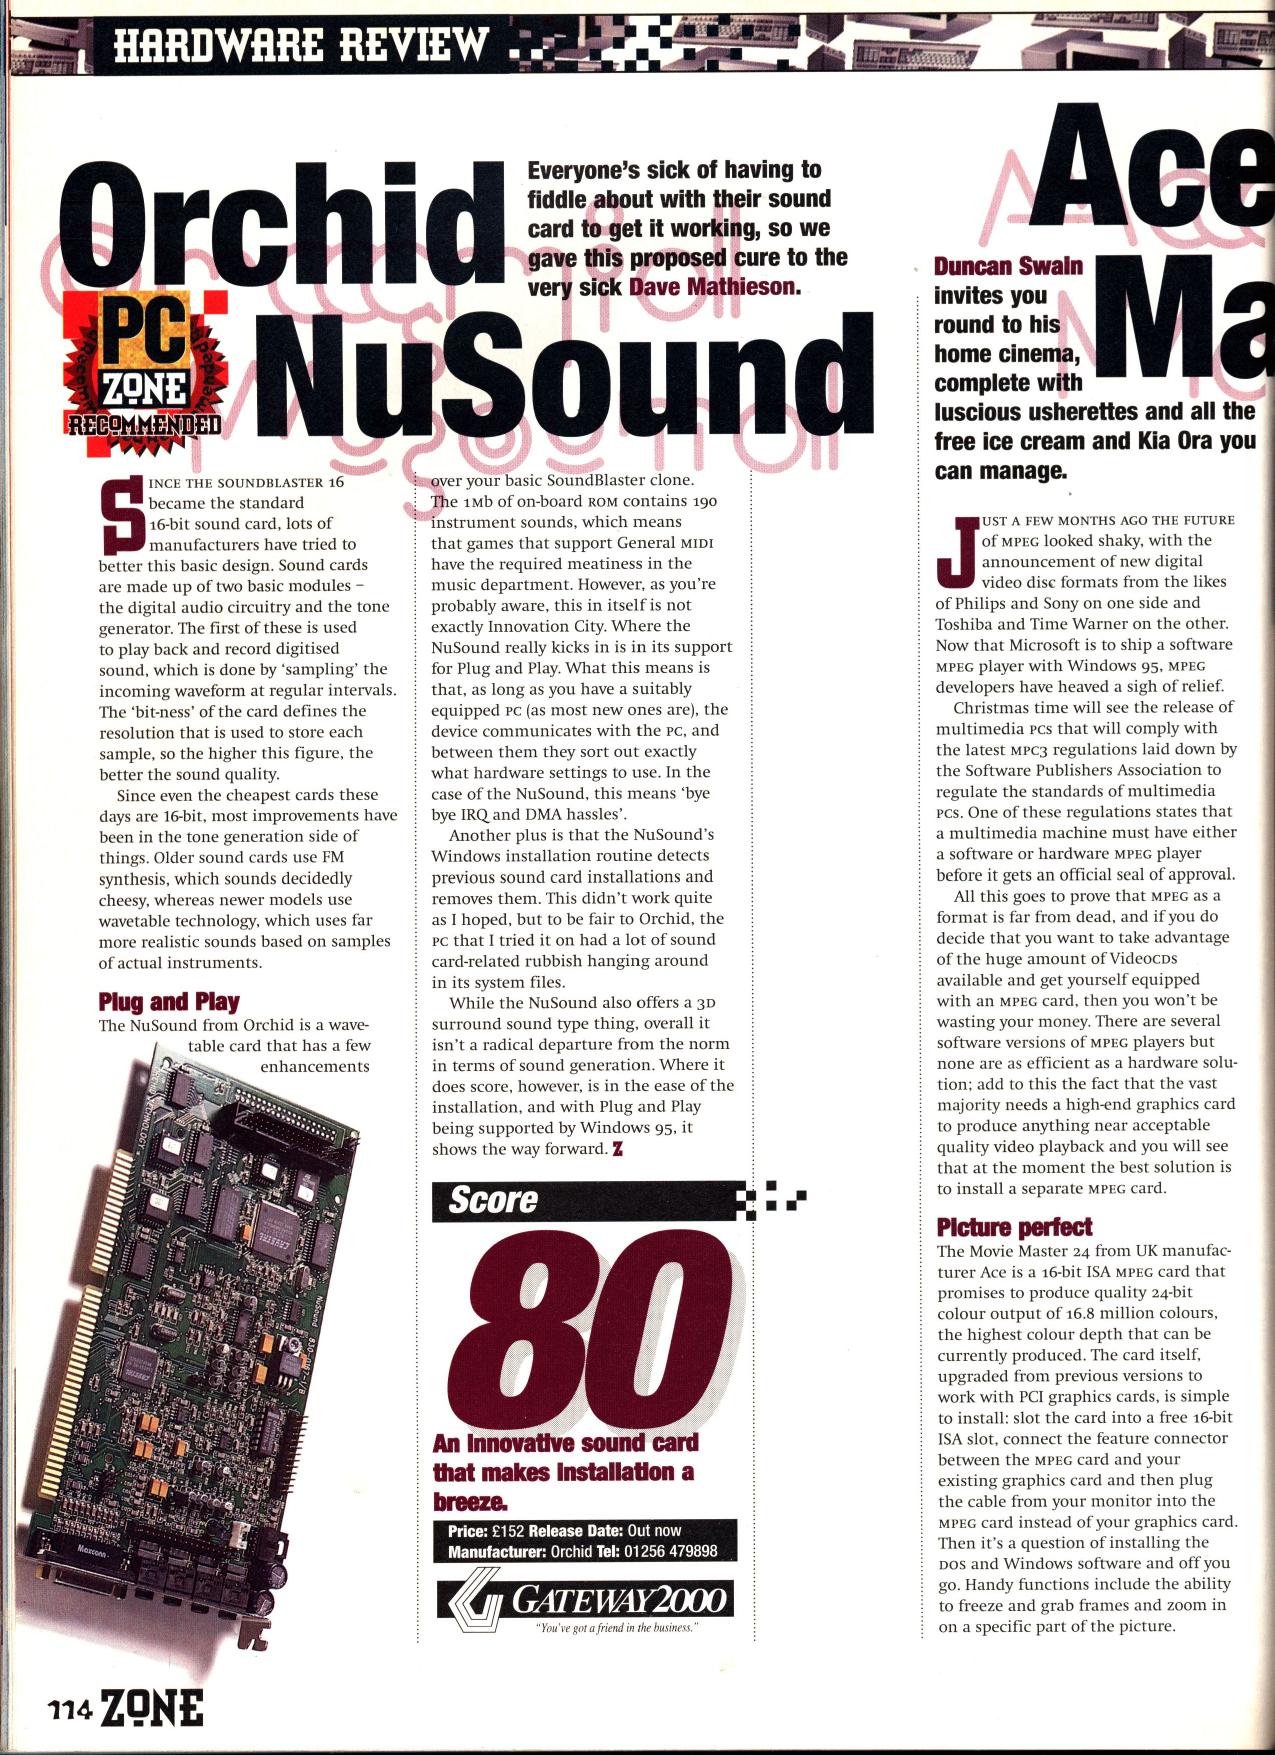 HARDWARE REVIEW
Orchid
NuSound
Everyone's sick of having to
fiddle about with their sound
card to get it working, so we
gave this proposed cure to the
very sick Dave Mathieson.
PC
ZONE
RECOMMENDED
SINCE THE SOUNDBLASTER 16
became the standard
16-bit sound card, lots of
manufacturers have tried to
better this basic design. Sound cards
are made up of two basic modules –
the digital audio circuitry and the tone
generator. The first of these is used
to play back and record digitised
sound, which is done by 'sampling' the
incoming waveform at regular intervals.
The 'bit-ness' of the card defines the
resolution that is used to store each
sample, so the higher this figure, the
better the sound quality.
Since even the cheapest cards these
days are 16-bit, most improvements have
been in the tone generation side of
things. Older sound cards use FM
synthesis, which sounds decidedly
cheesy, whereas newer models use
wavetable technology, which uses far
more realistic sounds based on samples
of actual instruments.
Plug and Play
The NuSound from Orchid is a wave-
table card that has a few
enhancements
over your basic SoundBlaster clone.
The 1Mb of on-board ROM contains 190
instrument sounds, which means
that games that support General MIDI
have the required meatiness in the
music department. However, as you're
probably aware, this in itself is not
exactly Innovation City. Where the
NuSound really kicks in is in its support
for Plug and Play. What this means is
that, as long as you have a suitably
equipped PC (as most new ones are), the
device communicates with the PC, and
between them they sort out exactly
what hardware settings to use. In the
case of the NuSound, this means 'bye
bye IRQ and DMA hassles'.
Another plus is that the NuSound's
Windows installation routine detects
previous sound card installations and
removes them. This didn't work quite
as I hoped, but to be fair to Orchid, the
PC that I tried it on had a lot of sound
card-related rubbish hanging around
in its system files.
While the NuSound also offers a 3D
surround sound type thing, overall it
isn't a radical departure from the norm
in terms of sound generation. Where it
does score, however, is in the ease of the
installation, and with Plug and Play
being supported by Windows 95, it
shows the way forward. Z
Score
80
An innovative sound card
that makes installation a
breeze.
Price: £152 Release Date: Out now
Manufacturer: Orchid Tel: 01256 479898
GATEWAY2000
"You've got a friend in the business."
Ace
Ma
Duncan Swain
invites you
round to his
home cinema,
complete with
luscious usherettes and all the
free ice cream and Kia Ora you
can manage.
JUST A FEW MONTHS AGO THE FUTURE
of MPEG looked shaky, with the
announcement of new digital
video disc formats from the likes
of Philips and Sony on one side and
Toshiba and Time Warner on the other.
Now that Microsoft is to ship a software
MPEG player with Windows 95, MPEG
developers have heaved a sigh of relief.
Christmas time will see the release of
multimedia PCs that will comply with
the latest MPC3 regulations laid down by
the Software Publishers Association to
regulate the standards of multimedia
PCs. One of these regulations states that
a multimedia machine must have either
a software or hardware MPEG player
before it gets an official seal of approval.
All this goes to prove that MPEG as a
format is far from dead, and if you do
decide that you want to take advantage
of the huge amount of VideoCDs
available and get yourself equipped
with an MPEG card, then you won't be
wasting your money. There are several
software versions of MPEG players but
none are as efficient as a hardware solu-
tion; add to this the fact that the vast
majority needs a high-end graphics card
to produce anything near acceptable
quality video playback and you will see
that at the moment the best solution is
to install a separate MPEG card.
Picture perfect
The Movie Master 24 from UK manufac-
turer Ace is a 16-bit ISA MPEG card that
promises to produce quality 24-bit
colour output of 16.8 million colours,
the highest colour depth that can be
currently produced. The card itself,
upgraded from previous versions to
work with PCI graphics cards, is simple
to install: slot the card into a free 16-bit
ISA slot, connect the feature connector
between the MPEG card and your
existing graphics card and then plug
the cable from your monitor into the
MPEG card instead of your graphics card.
Then it's a question of installing the
DOS and Windows software and off you
go. Handy functions include the ability
to freeze and grab frames and zoom in
on a specific part of the picture.
Maxconn
114 ZONE